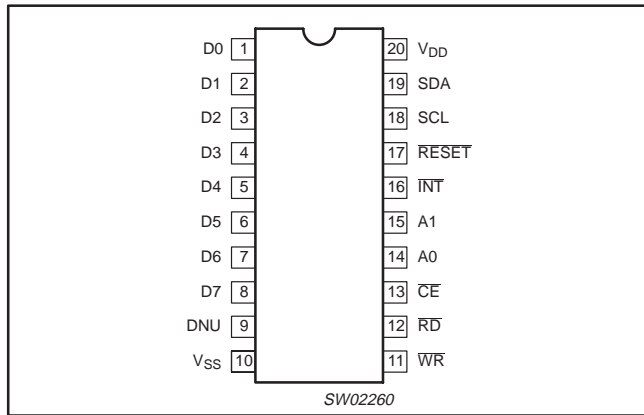 D0 1 20 VDD
D1 2 19 SDA
D2 3 18 SCL
D3 4 17 RESET
D4 5 16 INT
D5 6 15 A1
D6 7 14 A0
D7 8 13 CE
DNU 9 12 RD
VSS 10 11 WR
SW02260